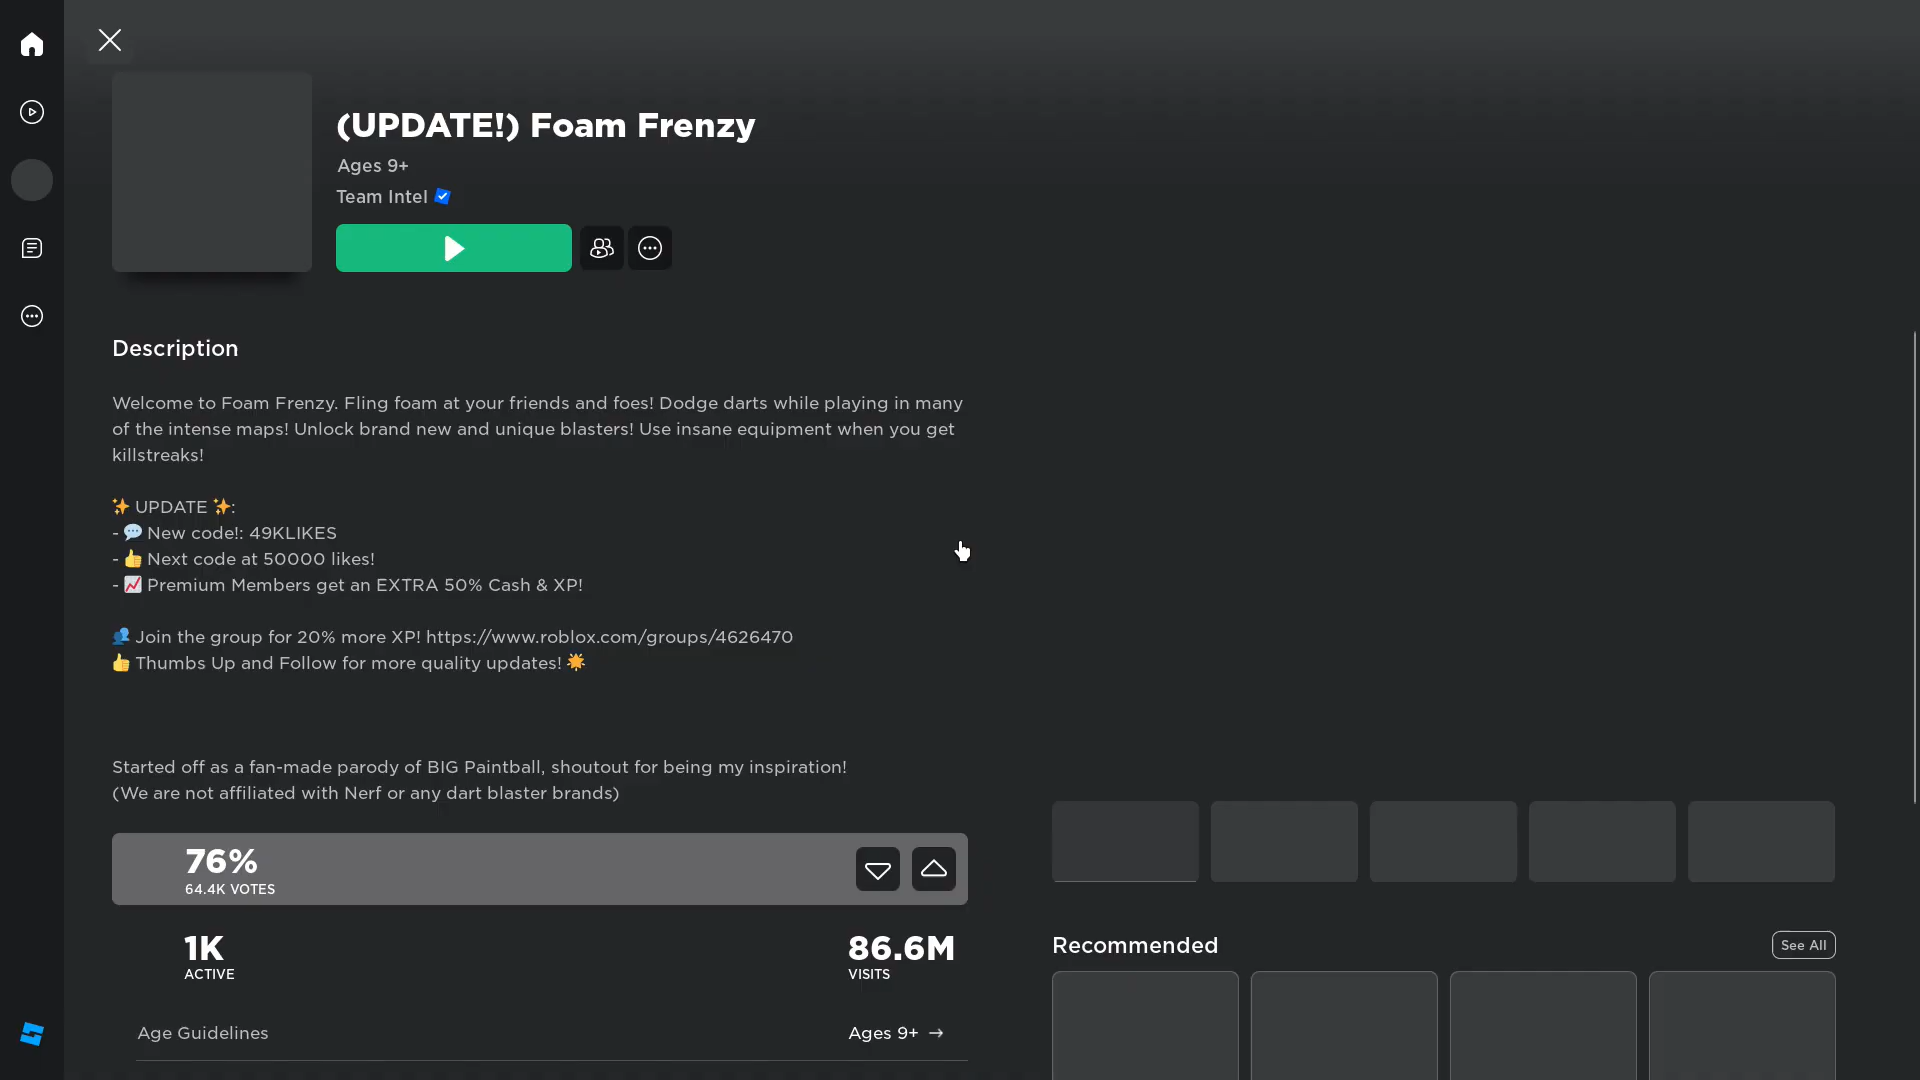 (UPDATE!) Foam Frenzy
Ages 9+
Team Intel
Description
Welcome to Foam Frenzy. Fling foam at your friends and foes! Dodge darts while playing in many
of the intense maps! Unlock brand new and unique blasters! Use insane equipment when you get
killstreaks!
✨ UPDATE ✨:
- 💬 New code!: 49KLIKES
- 👍 Next code at 50000 likes!
- 📈 Premium Members get an EXTRA 50% Cash & XP!
👥 Join the group for 20% more XP! https://www.roblox.com/groups/4626470
👍 Thumbs Up and Follow for more quality updates! 🌟
Started off as a fan-made parody of BIG Paintball, shoutout for being my inspiration!
(We are not affiliated with Nerf or any dart blaster brands)
76%
64.4K VOTES
1K
ACTIVE
86.6M
VISITS
Age Guidelines
Ages 9+ →
Recommended
See All